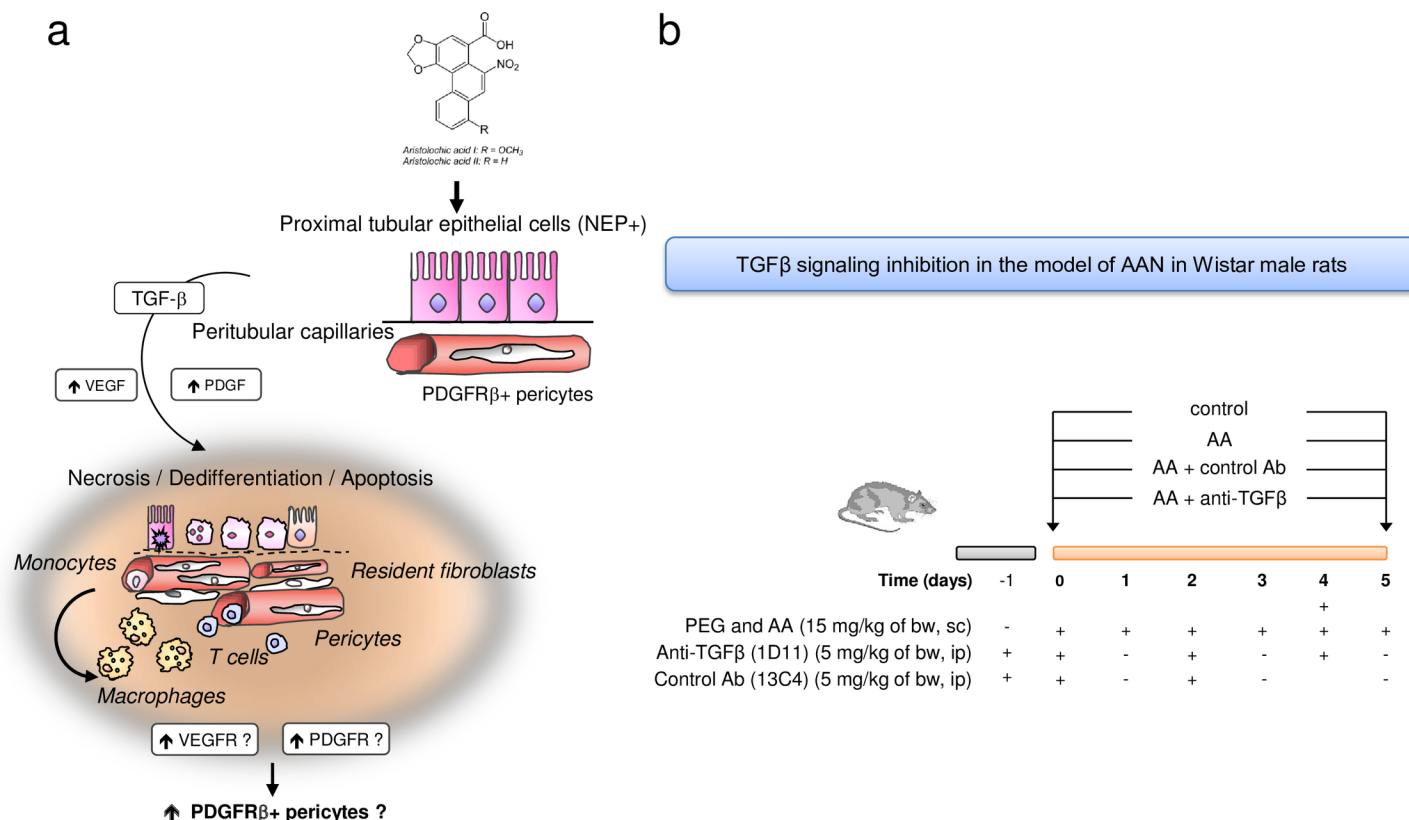 a
O
OH
O
O
NO2
R
Aristolochic acid I: R = OCH3
Aristolochic acid II: R = H
Proximal tubular epithelial cells (NEP+)
TGF-β
Peritubular capillaries
VEGF
PDGF
PDGFRβ+ pericytes
Necrosis / Dedifferentiation / Apoptosis
Monocytes
Resident fibroblasts
Pericytes
T cells
Macrophages
VEGFR ?
PDGFR ?
PDGFRβ+ pericytes ?
b
TGFβ signaling inhibition in the model of AAN in Wistar male rats
control
AA
AA + control Ab
AA + anti-TGFβ
Time (days) -1 0 1 2 3 4 5
+
PEG and AA (15 mg/kg of bw, sc) - + + + + + +
Anti-TGFβ (1D11) (5 mg/kg of bw, ip) + + - + - + -
Control Ab (13C4) (5 mg/kg of bw, ip) + + - + - -